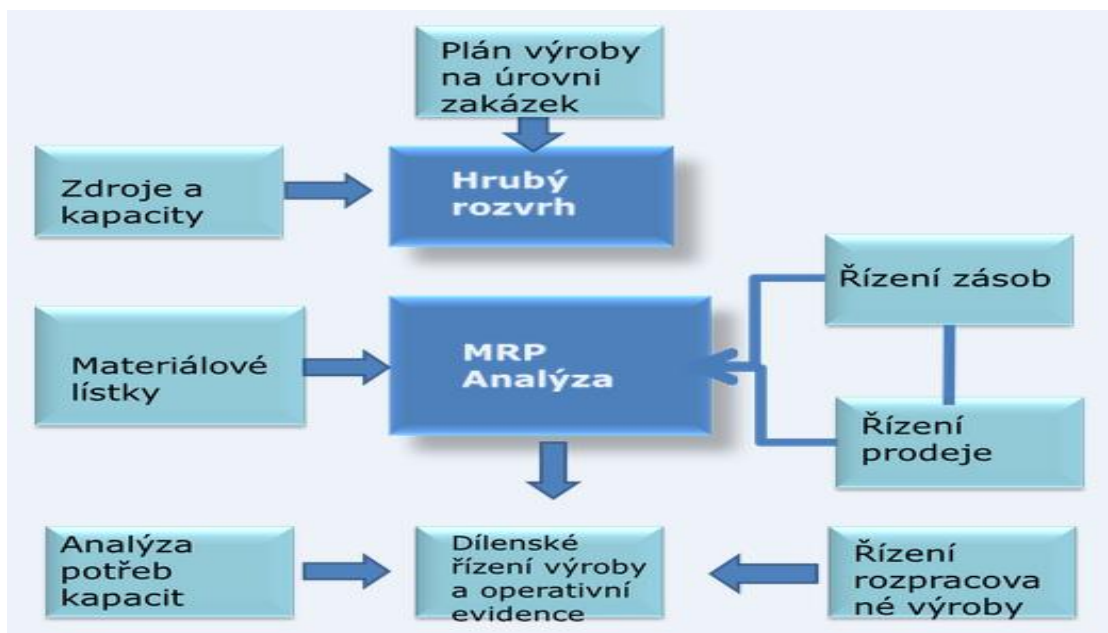 Plán výroby
na úrovni
zakázek
Zdroje a
kapacity
Hrubý
rozvrh
Řízení zásob
Materiálové
lístky
MRP
Analýza
Řízení
prodeje
Analýza
potřeb
kapacit
Dílenské
řízení výroby
a operativní
evidence
Řízení
rozpracova
né výroby